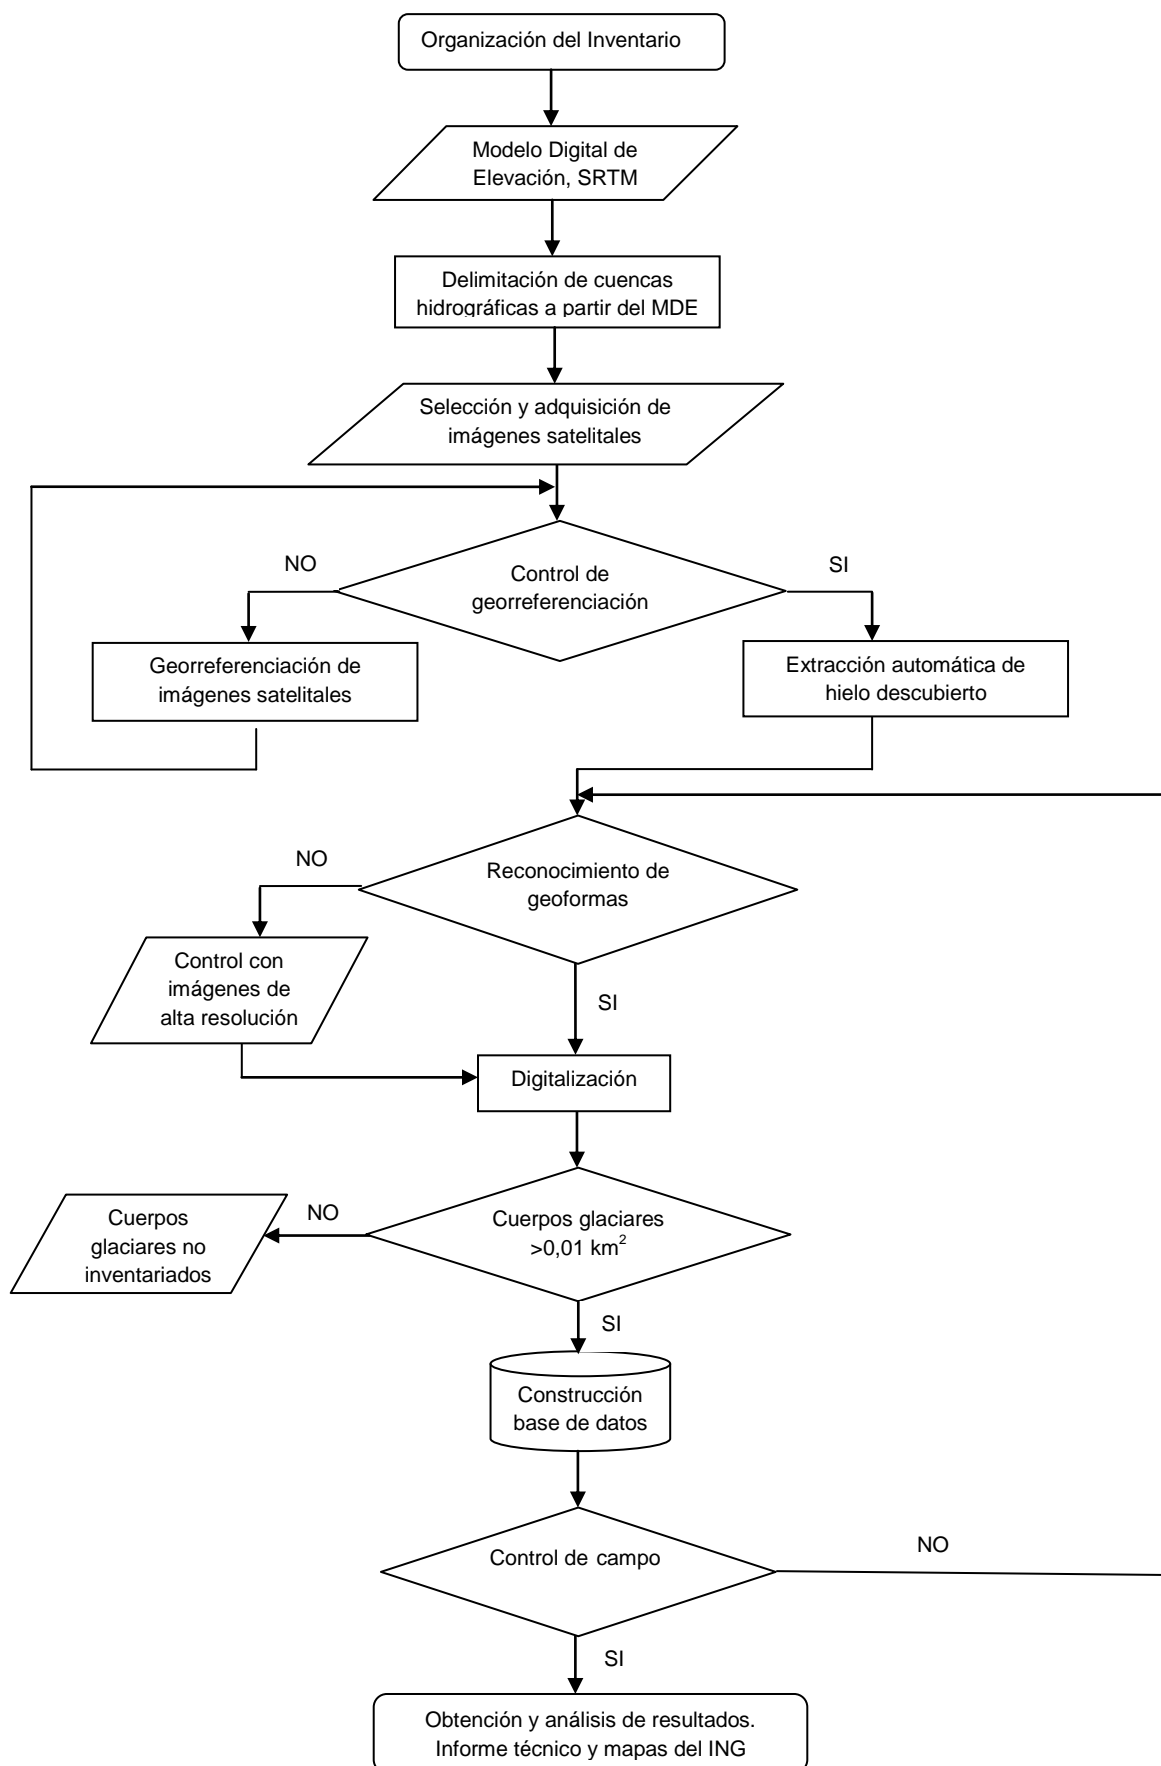 Organización del Inventario
Modelo Digital de
Elevación, SRTM
Delimitación de cuencas
hidrográficas a partir del MDE
Selección y adquisición de
imágenes satelitales
NO
SI
Control de
georreferenciación
Georreferenciación de
imágenes satelitales
Extracción automática de
hielo descubierto
NO
Reconocimiento de
geoformas
Control con
imágenes de
alta resolución
SI
Digitalización
Cuerpos
glaciares no
inventariados
NO
Cuerpos glaciares
>0,01 km²
SI
Construcción
base de datos
Control de campo
NO
SI
Obtención y análisis de resultados.
Informe técnico y mapas del ING